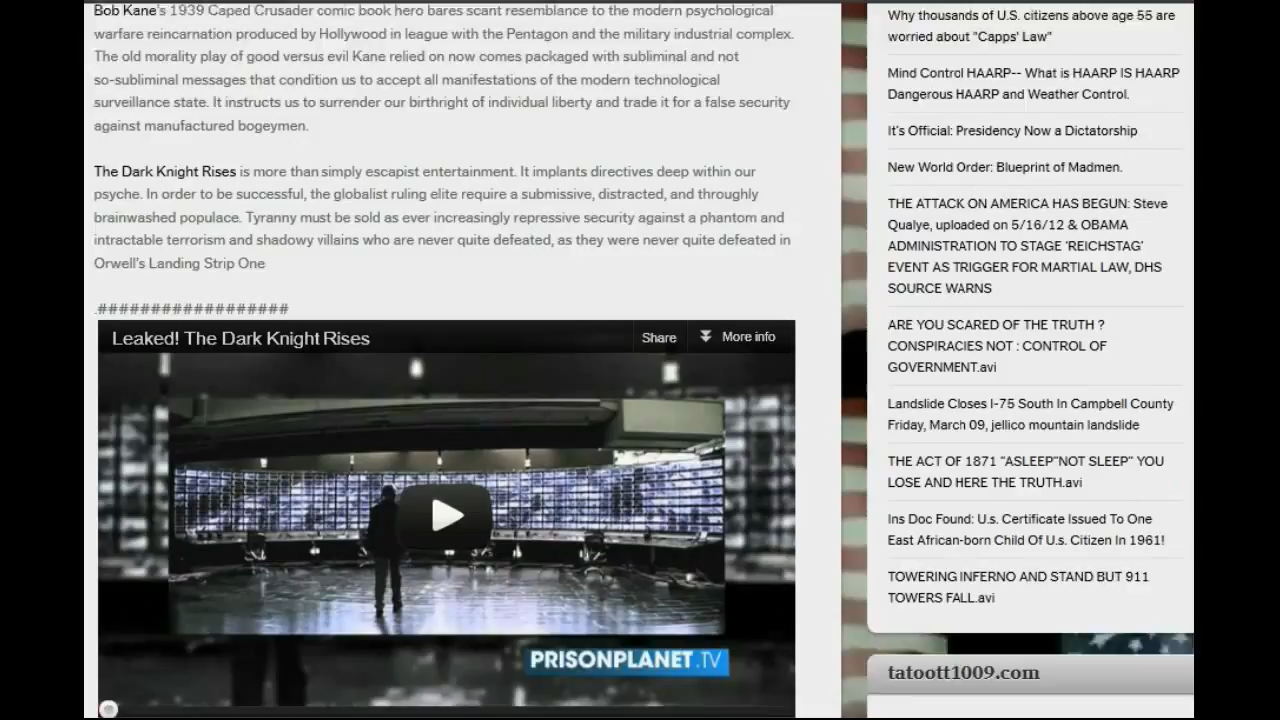 Bob Kane's 1939 Caped Crusader comic book hero bares scant resemblance to the modern psychological
warfare reincarnation produced by Hollywood in league with the Pentagon and the military industrial complex.
The old morality play of good versus evil Kane relied on now comes packaged with subliminal and not
so-subliminal messages that condition us to accept all manifestations of the modern technological
surveillance state. It instructs us to surrender our birthright of individual liberty and trade it for a false security
against manufactured bogeymen.
The Dark Knight Rises is more than simply escapist entertainment. It implants directives deep within our
psyche. In order to be successful, the globalist ruling elite require a submissive, distracted, and throughly
brainwashed populace. Tyranny must be sold as ever increasingly repressive security against a phantom and
intractable terrorism and shadowy villains who are never quite defeated, as they were never quite defeated in
Orwell's Landing Strip One
.##################
Leaked! The Dark Knight Rises
Share
More info
PRISONPLANET.TV
Why thousands of U.S. citizens above age 55 are
worried about "Capps' Law"
Mind Control HAARP-- What is HAARP IS HAARP
Dangerous HAARP and Weather Control.
It's Official: Presidency Now a Dictatorship
New World Order: Blueprint of Madmen.
THE ATTACK ON AMERICA HAS BEGUN: Steve
Qualye, uploaded on 5/16/12 & OBAMA
ADMINISTRATION TO STAGE 'REICHSTAG'
EVENT AS TRIGGER FOR MARTIAL LAW, DHS
SOURCE WARNS
ARE YOU SCARED OF THE TRUTH ?
CONSPIRACIES NOT : CONTROL OF
GOVERNMENT.avi
Landslide Closes I-75 South In Campbell County
Friday, March 09, jellico mountain landslide
THE ACT OF 1871 "ASLEEP"NOT SLEEP" YOU
LOSE AND HERE THE TRUTH.avi
Ins Doc Found: U.s. Certificate Issued To One
East African-born Child Of U.s. Citizen In 1961!
TOWERING INFERNO AND STAND BUT 911
TOWERS FALL.avi
tatoott1009.com